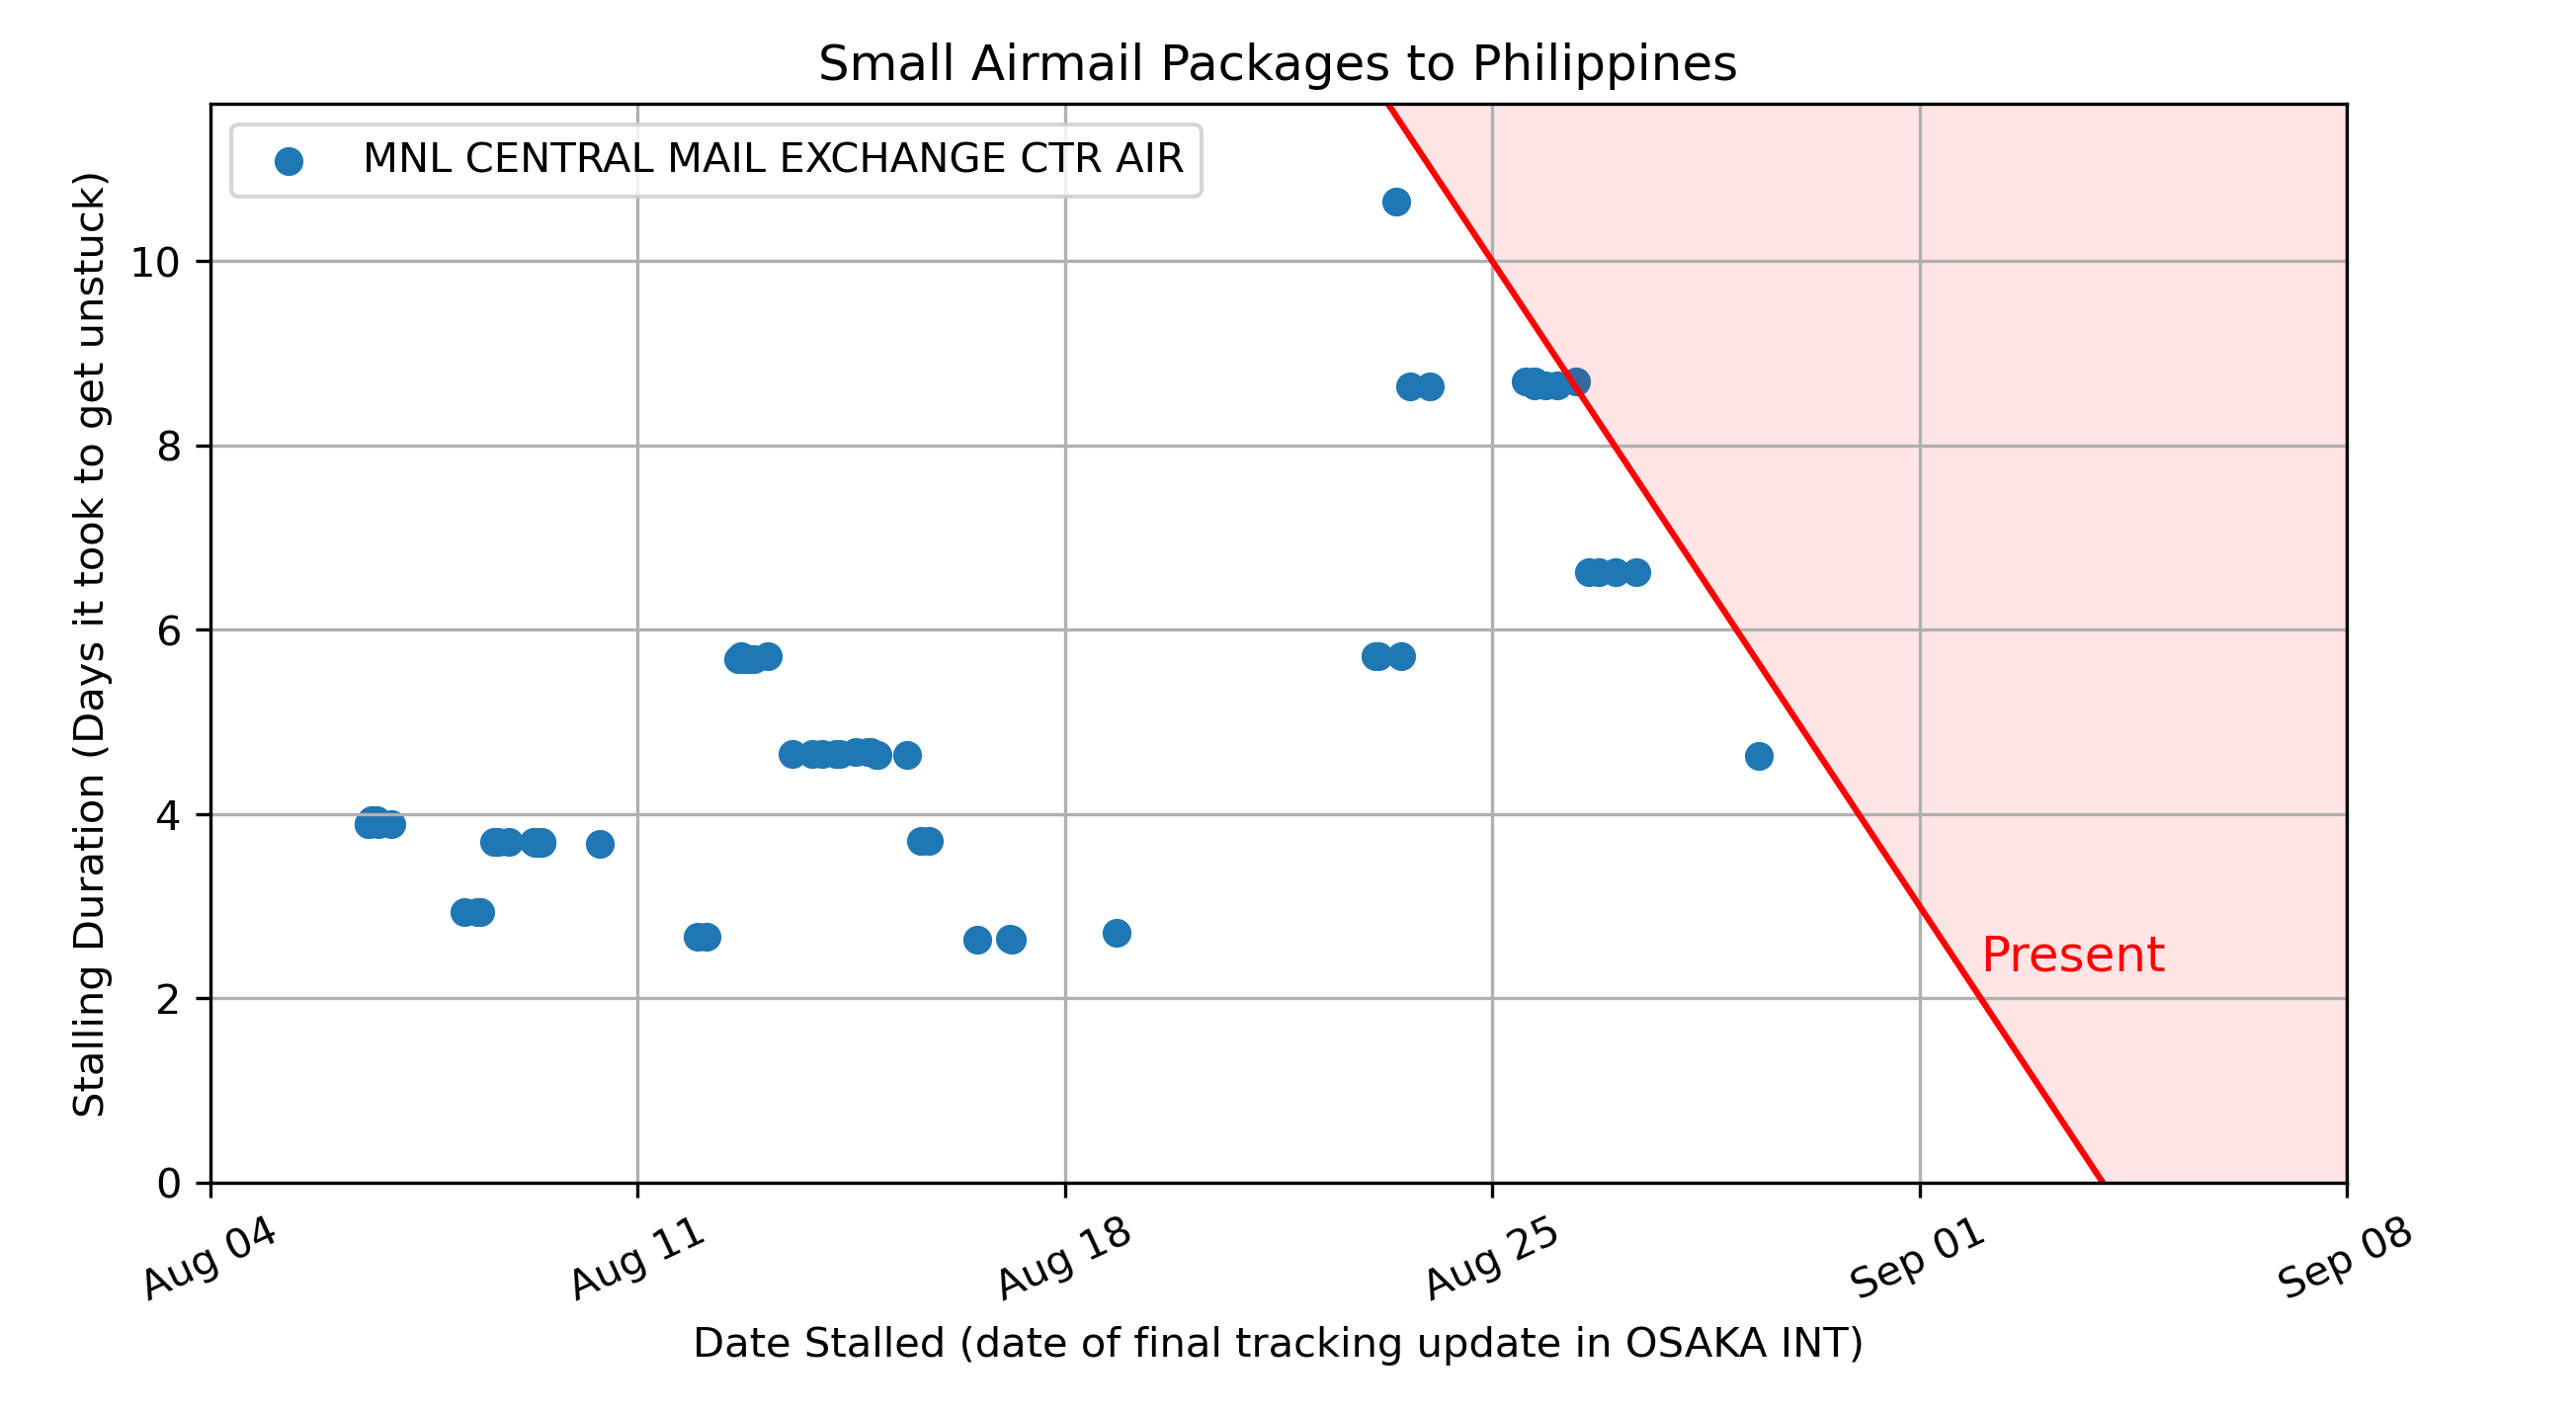 Small Airmail Packages to Philippines
MNL CENTRAL MAIL EXCHANGE CTR AIR
Stalling Duration (Days it took to get unstuck)
10
8
6
4
2
0
Present
Aug 04
Aug 11
Aug 18
Aug 25
Sep 01
Sep 08
Date Stalled (date of final tracking update in OSAKA INT)